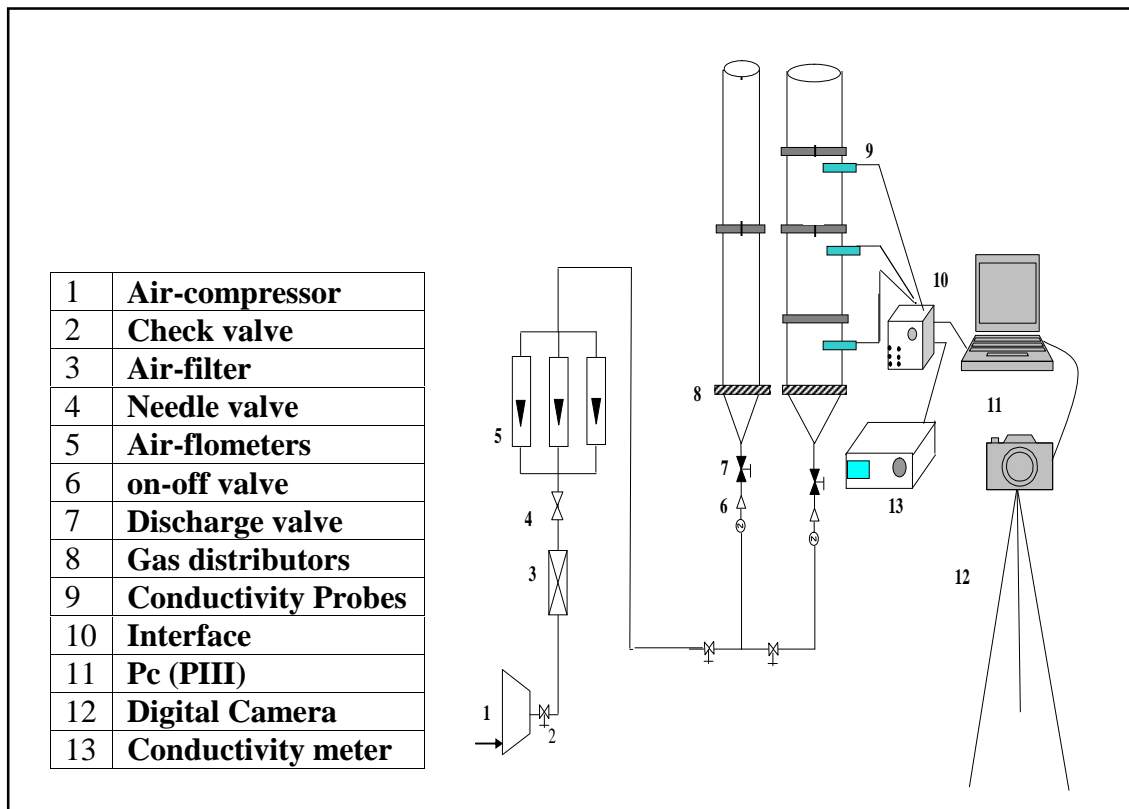 1 Air-compressor
2 Check valve
3 Air-filter
4 Needle valve
5 Air-flometers
6 on-off valve
7 Discharge valve
8 Gas distributors
9 Conductivity Probes
10 Interface
11 Pc (PIII)
12 Digital Camera
13 Conductivity meter
9
10
8
5
11
7
6
4
13
3
12
1
2